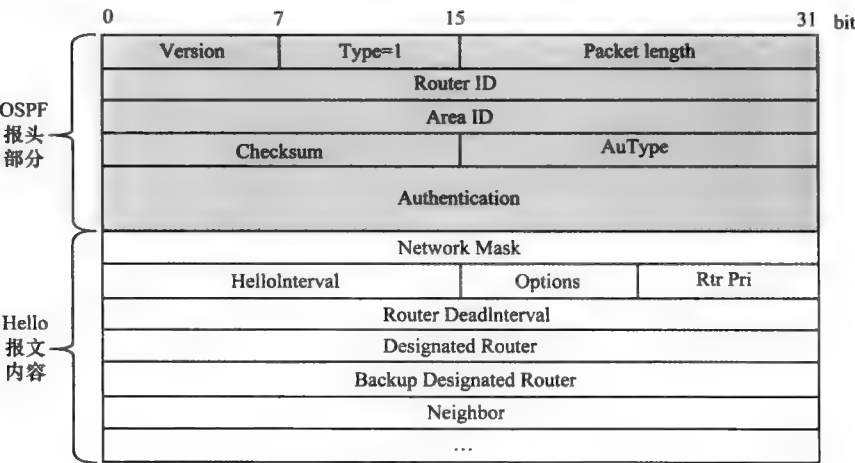 0 7 15 31 bit
Version Type=1 Packet length
Router ID
Area ID
Checksum AuType
Authentication
OSPF
报头
部分
Network Mask
HelloInterval Options Rtr Pri
Router DeadInterval
Designated Router
Backup Designated Router
Neighbor
…
Hello
报文
内容